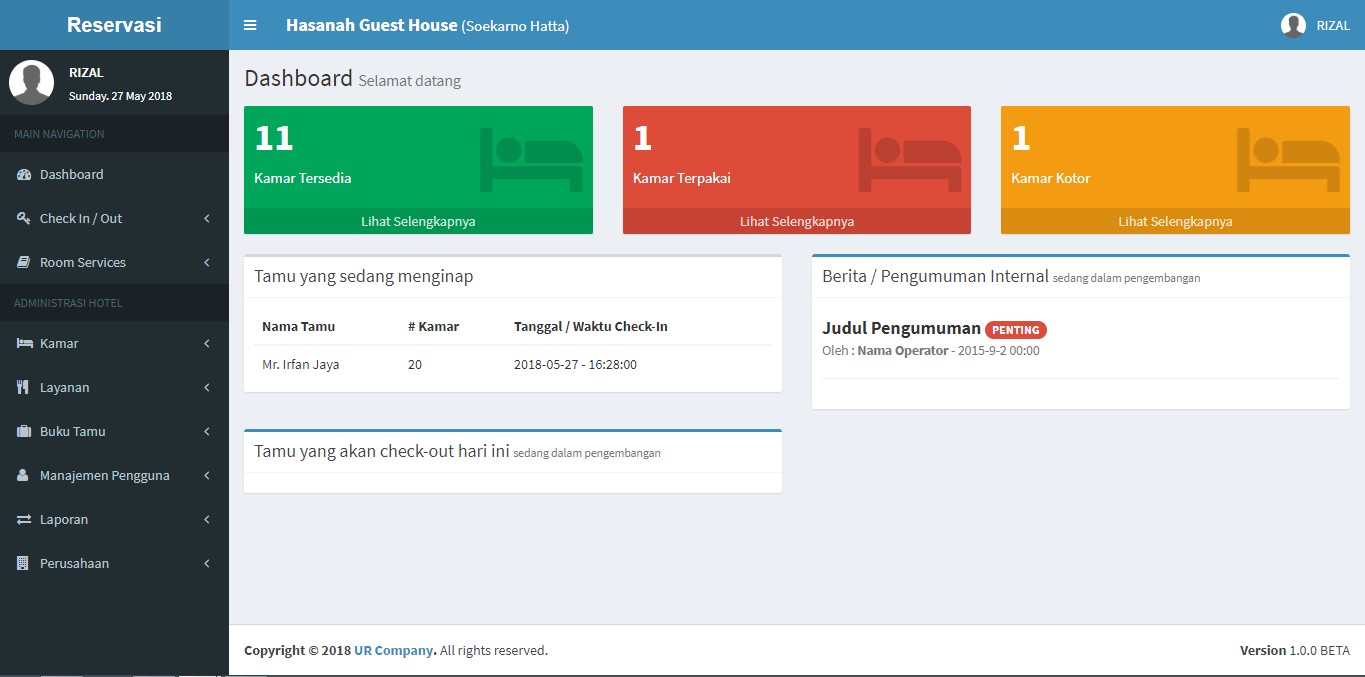 Reservasi
Hasanah Guest House (Soekarno Hatta)
RIZAL
RIZAL
Sunday. 27 May 2018
MAIN NAVIGATION
Dashboard
Check In / Out
Room Services
ADMINISTRASI HOTEL
Kamar
Layanan
Buku Tamu
Manajemen Pengguna
Laporan
Perusahaan
Dashboard Selamat datang
11
Kamar Tersedia
Lihat Selengkapnya
1
Kamar Terpakai
Lihat Selengkapnya
1
Kamar Kotor
Lihat Selengkapnya
Tamu yang sedang menginap
Nama Tamu # Kamar Tanggal / Waktu Check-In
Mr. Irfan Jaya 20 2018-05-27 - 16:28:00
Berita / Pengumuman Internal sedang dalam pengembangan
Judul Pengumuman PENTING
Oleh : Nama Operator - 2015-9-2 00:00
Tamu yang akan check-out hari ini sedang dalam pengembangan
Copyright © 2018 UR Company. All rights reserved.
Version 1.0.0 BETA